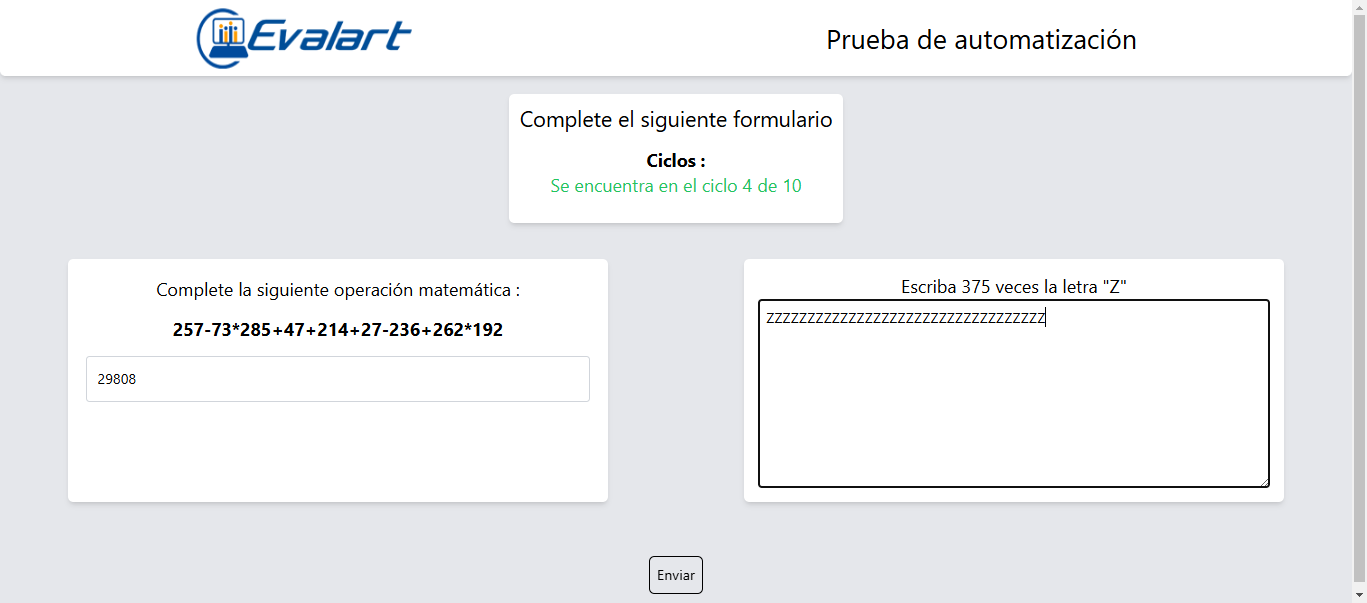 Evalart
Prueba de automatización
Complete el siguiente formulario
Ciclos :
Se encuentra en el ciclo 4 de 10
Complete la siguiente operación matemática :
257-73*285+47+214+27-236+262*192
29808
Escriba 375 veces la letra "Z"
ZZZZZZZZZZZZZZZZZZZZZZZZZZZZZZZZZZ
Enviar